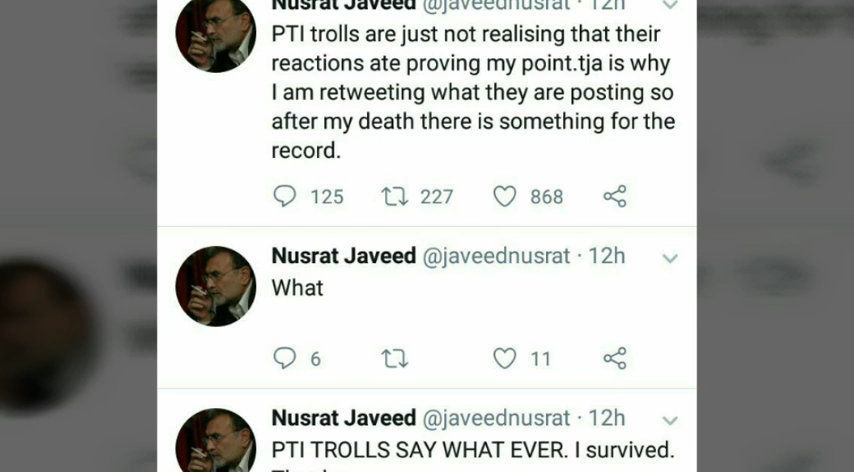 Nusrat Javeed @javeednusrat · 12h
PTI trolls are just not realising that their
reactions ate proving my point.tja is why
I am retweeting what they are posting so
after my death there is something for the
record.
125 227 868
Nusrat Javeed @javeednusrat · 12h
What
6 11
Nusrat Javeed @javeednusrat · 12h
PTI TROLLS SAY WHAT EVER. I survived.